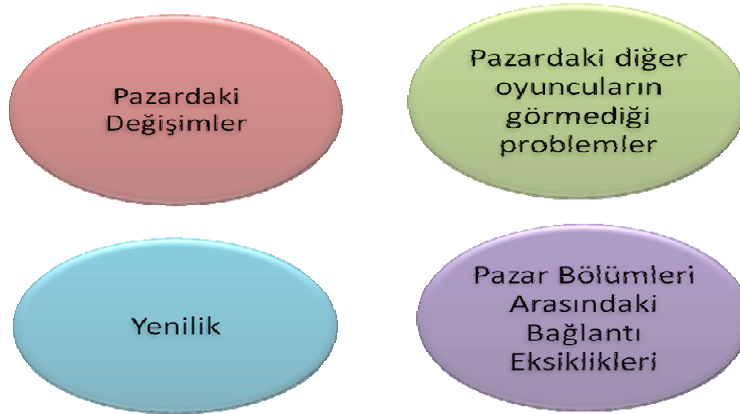 Pazardaki
Değişimler
Pazardaki diğer
oyuncuların
görmediği
problemler
Yenilik
Pazar Bölümleri
Arasındaki
Bağlantı
Eksiklikleri